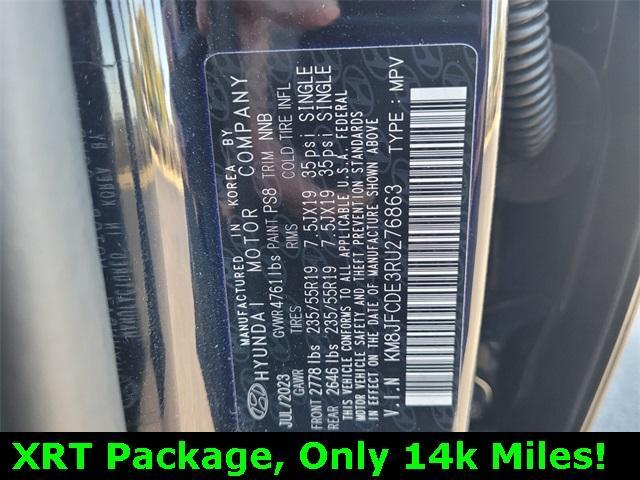 MANUFACTURED IN KOREA BY
HYUNDAI MOTOR COMPANY
JUL/2023 GVWR 4761lbs PAINT PS8 TRIM NNB
GAWR TIRES RIMS COLD TIRE INFL
FRONT 2778lbs 235/55R19 7.5JX19 35psi SINGLE
REAR 2646 lbs 235/55R19 7.5JX19 35psi SINGLE
THIS VEHICLE CONFORMS TO ALL APPLICABLE U.S.A. FEDERAL
MOTOR VEHICLE SAFETY, BUMPER, AND THEFT PREVENTION STANDARDS
IN EFFECT ON THE DATE OF MANUFACTURE SHOWN ABOVE
V.I.N : KM8JFCDE3RU276863 TYPE : MPV
XRT Package, Only 14k Miles!